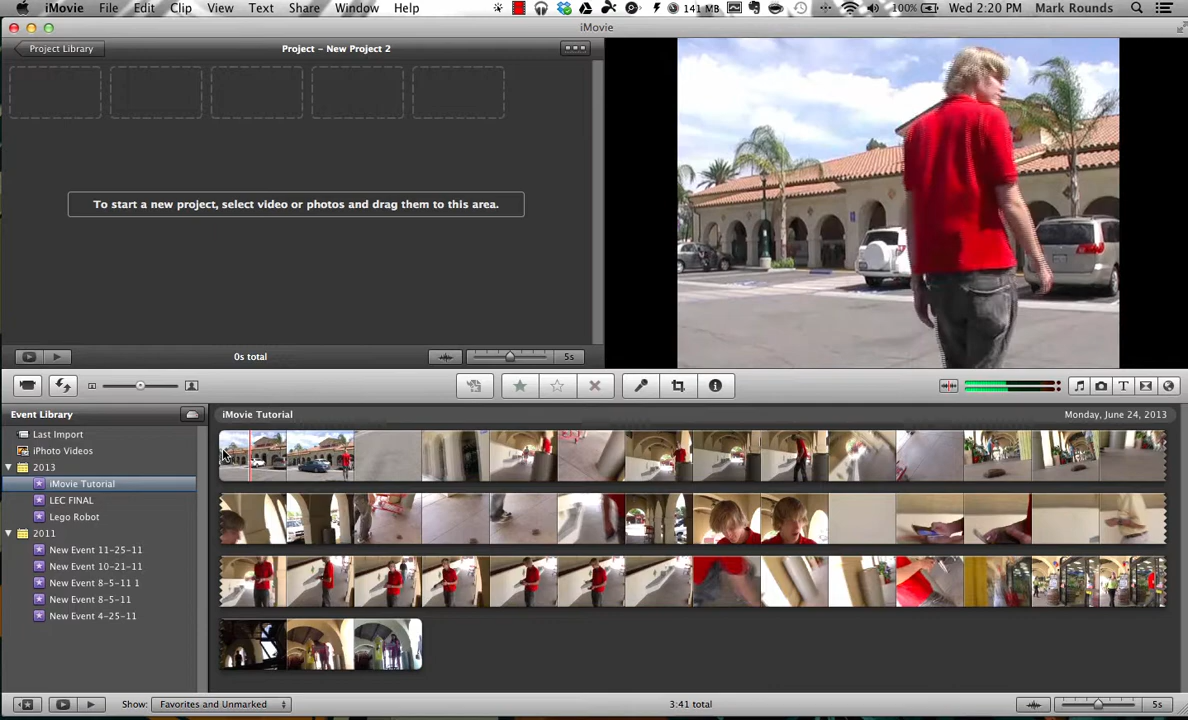 iMovie File Edit Clip View Text Share Window Help 141 MB 100% Wed 2:20 PM Mark Rounds
iMovie
Project Library
Project – New Project 2
To start a new project, select video or photos and drag them to this area.
0s total
5s
Event Library
iMovie Tutorial
Monday, June 24, 2013
Last Import
iPhoto Videos
2013
iMovie Tutorial
LEC FINAL
Lego Robot
2011
New Event 11-25-11
New Event 10-21-11
New Event 8-5-11 1
New Event 8-5-11
New Event 4-25-11
Show: Favorites and Unmarked
3:41 total
5s